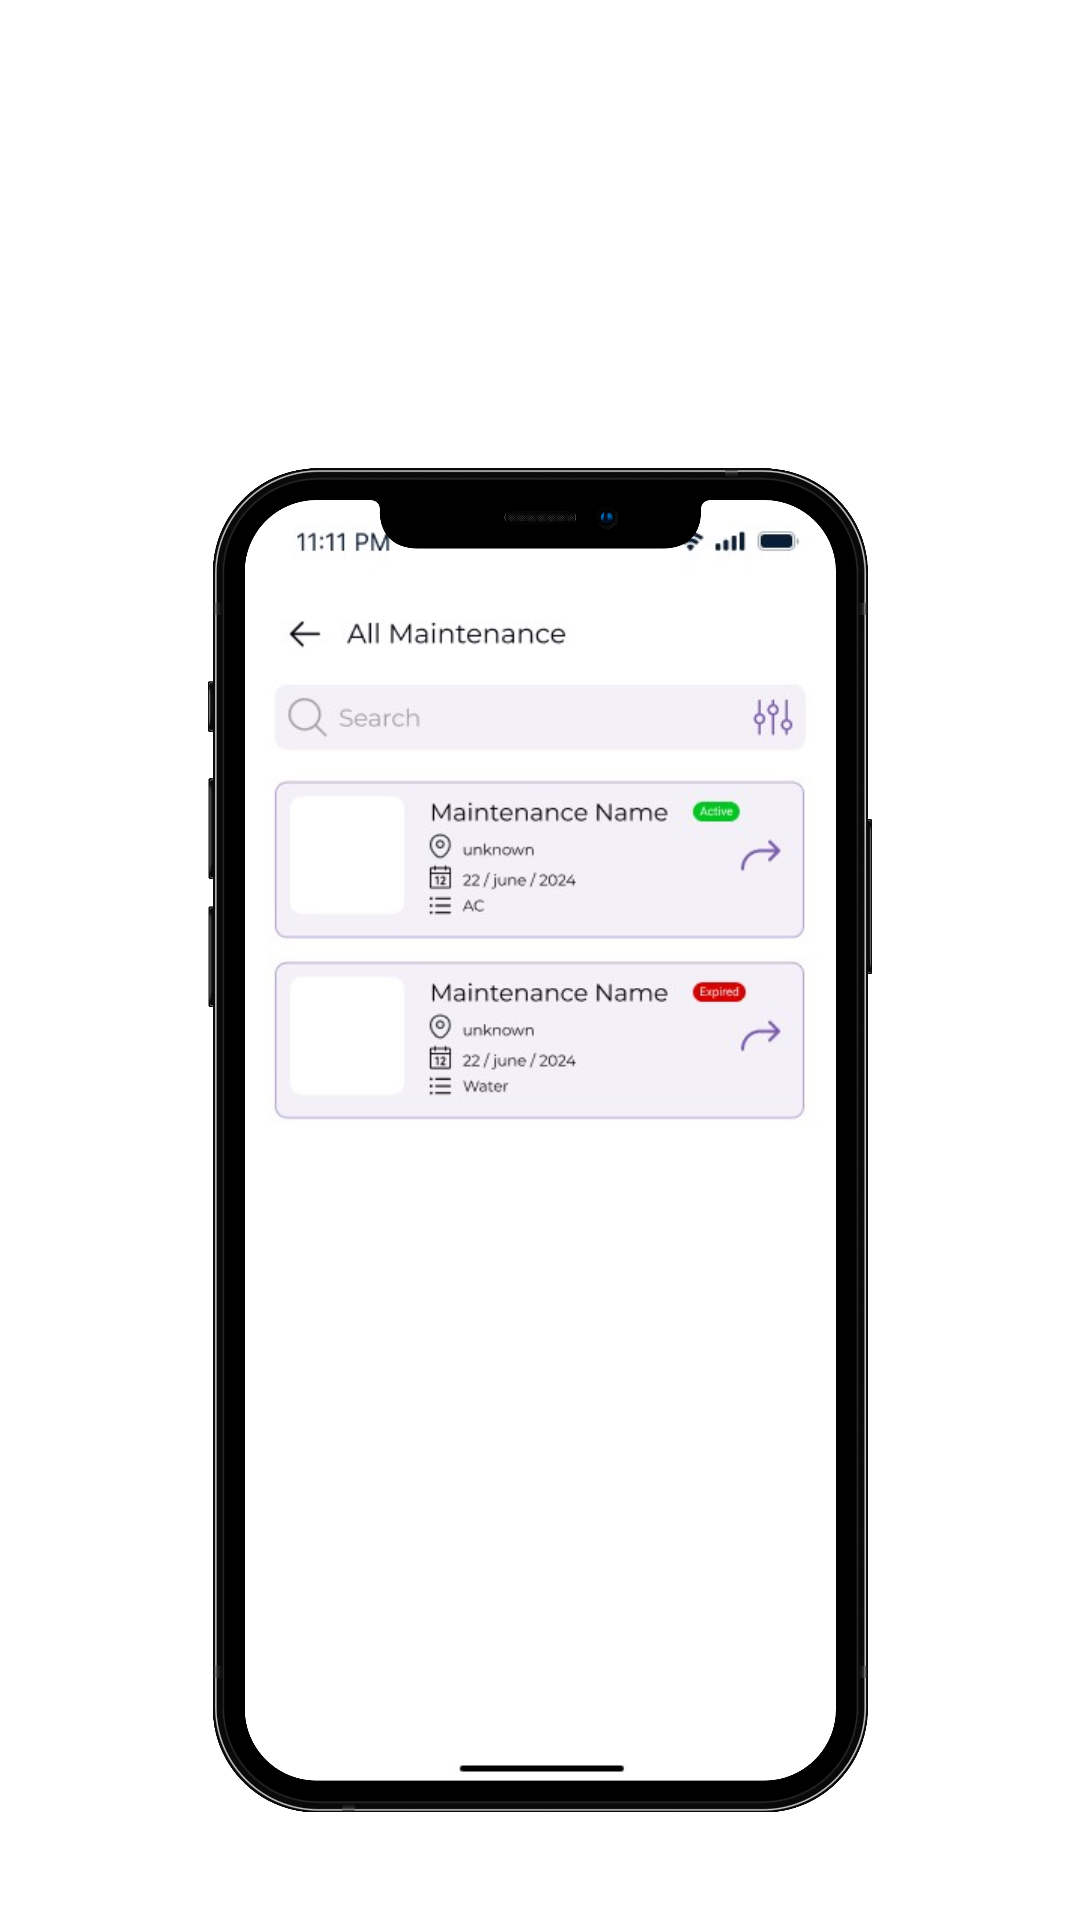 11:11 PM
All Maintenance
Search
Maintenance Name Active
unknown
12 22 / june / 2024
AC
Maintenance Name Expired
unknown
12 22 / june / 2024
Water